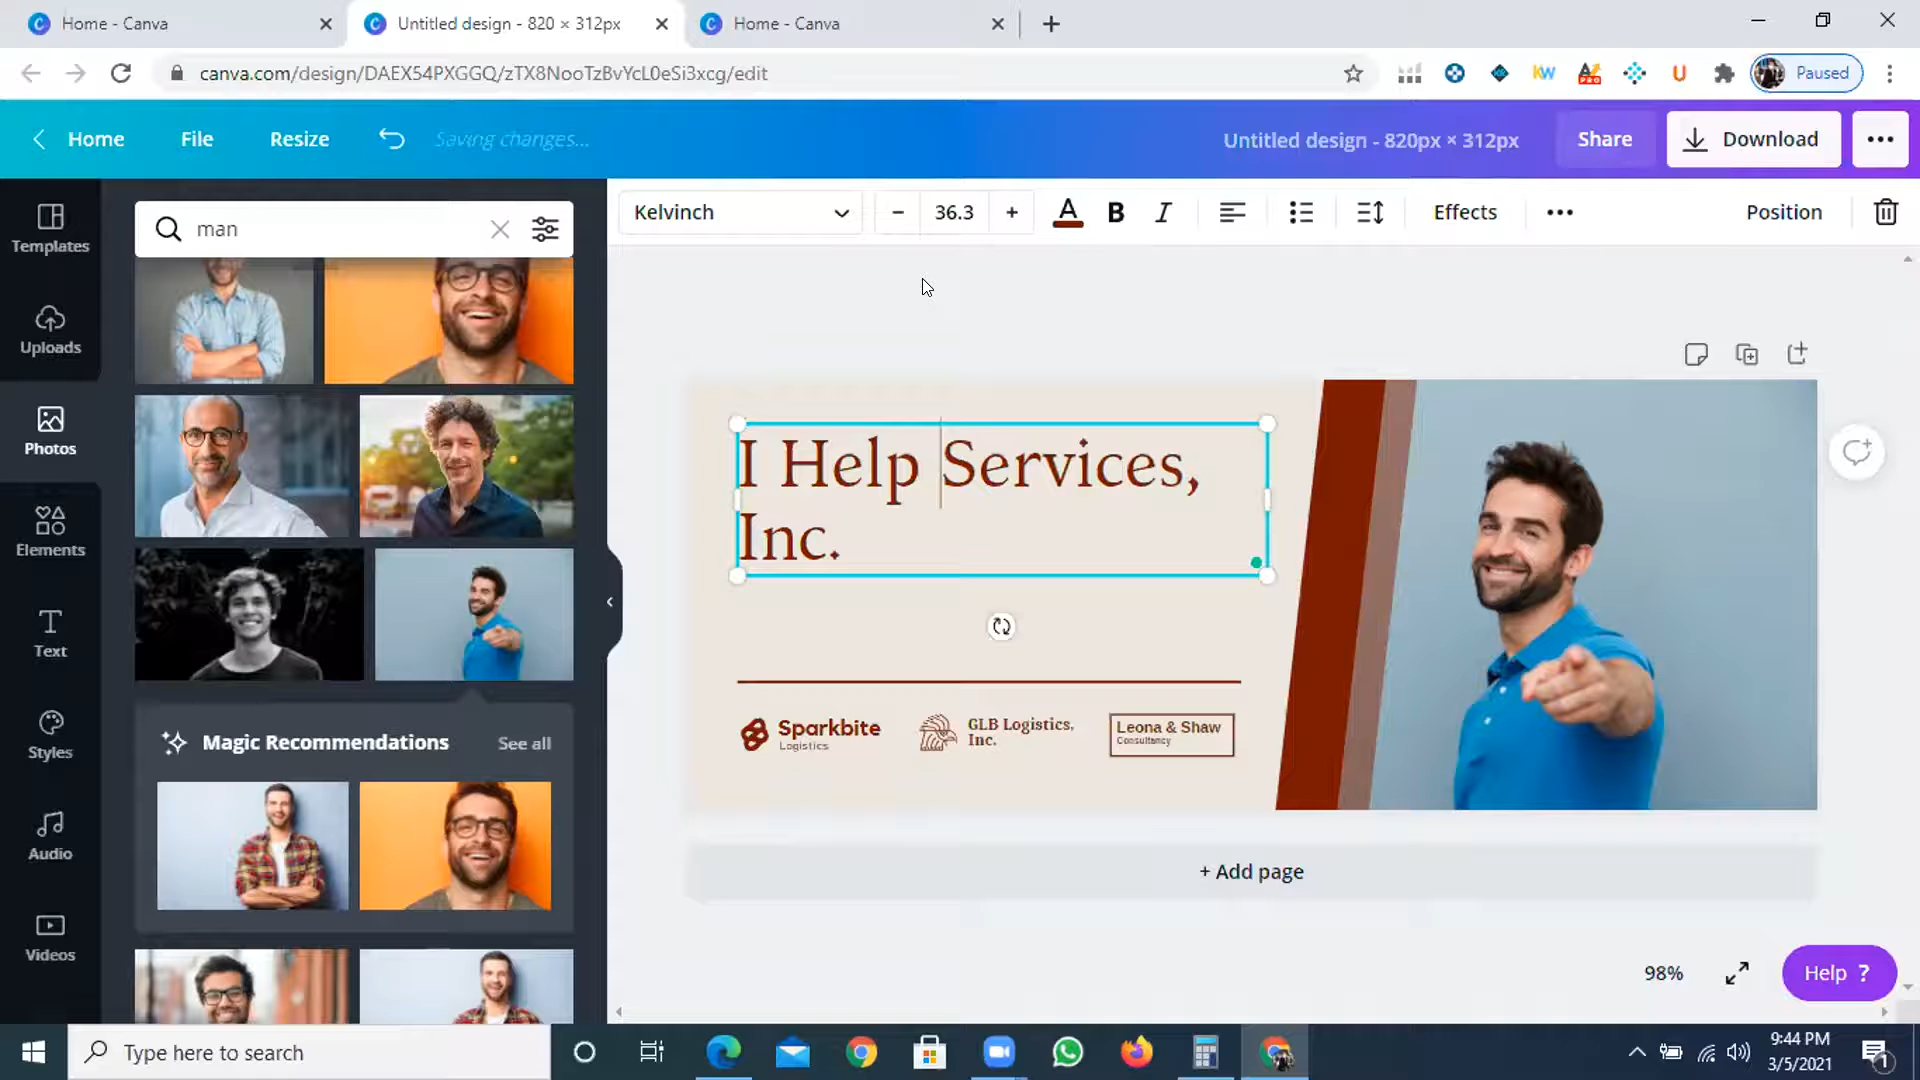 Home - Canva
Untitled design - 820 × 312px
Home - Canva
canva.com/design/DAEX54PXGGQ/zTX8NooTzBvYcL0eSi3xcg/edit
KW
PRO
U
Paused
Home
File
Resize
Saving changes...
Untitled design - 820px × 312px
Share
Download
Templates
Uploads
Photos
Elements
Text
Styles
Audio
Videos
man
Magic Recommendations
See all
Kelvinch
− 36.3 +
A
B
I
Effects
Position
I Help Services,
Inc.
Sparkbite
Logistics
GLB Logistics,
Inc.
Leona & Shaw
Consultancy
+ Add page
98%
Help ?
Type here to search
9:44 PM
3/5/2021
1